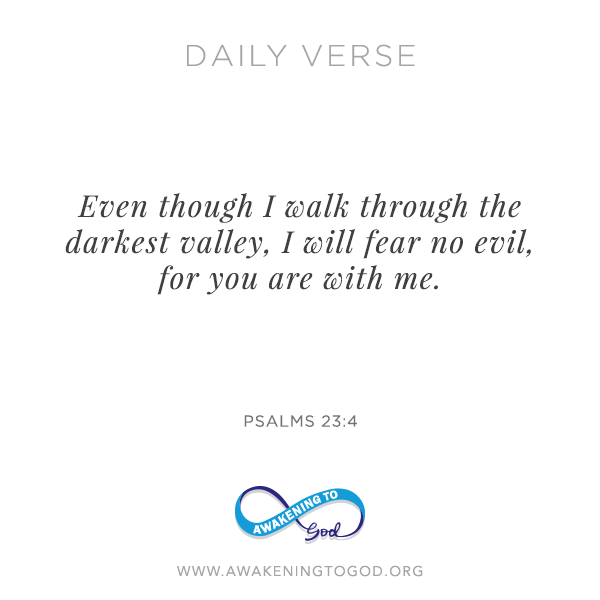 DAILY VERSE
Even though I walk through the
darkest valley, I will fear no evil,
for you are with me.
PSALMS 23:4
AWAKENING TO
God
WWW.AWAKENINGTOGOD.ORG